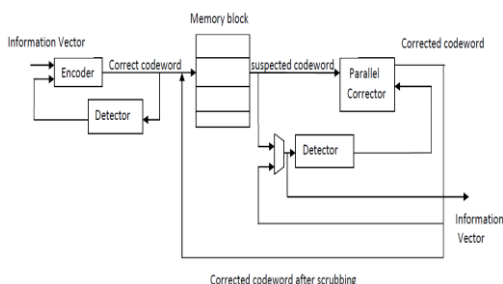 Memory block
Information Vector
Corrected codeword
Encoder
Correct codeword
suspected codeword
Parallel
Corrector
Detector
Detector
Information
Vector
Corrected codeword after scrubbing